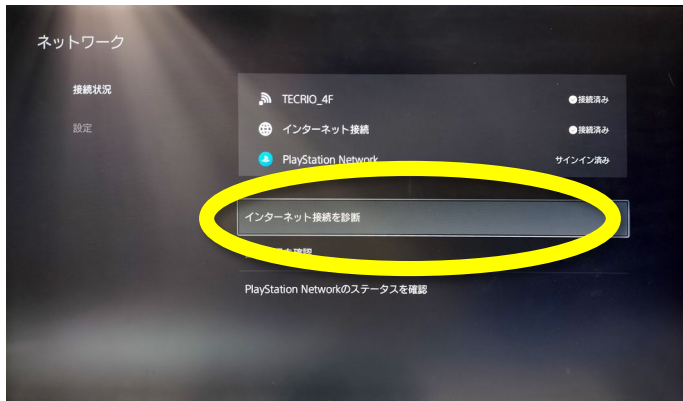 ネットワーク
接続状況
設定
TECRIO_4F
接続済み
インターネット接続
接続済み
PlayStation Network
サインイン済み
インターネット接続を診断
を確認
PlayStation Networkのステータスを確認